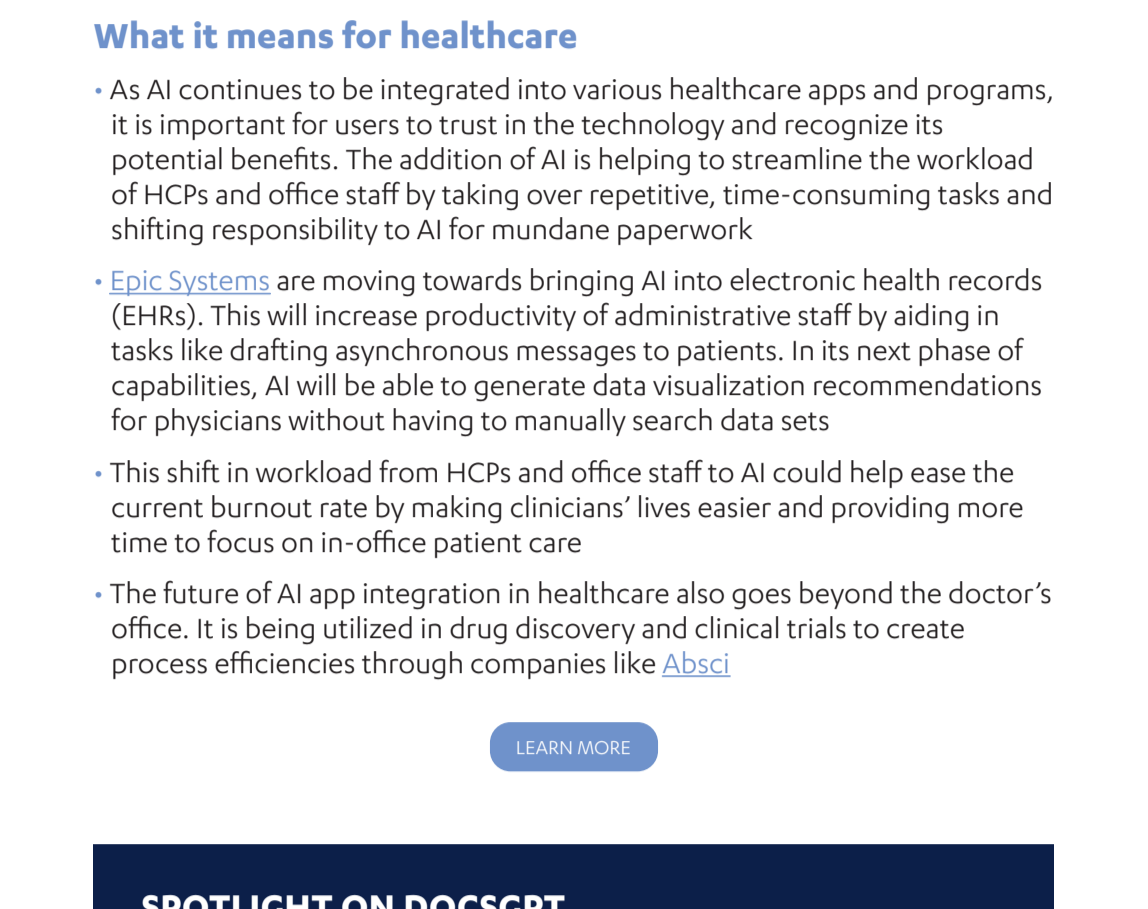 What it means for healthcare
• As AI continues to be integrated into various healthcare apps and programs,
it is important for users to trust in the technology and recognize its
potential benefits. The addition of AI is helping to streamline the workload
of HCPs and office staff by taking over repetitive, time-consuming tasks and
shifting responsibility to AI for mundane paperwork
• Epic Systems are moving towards bringing AI into electronic health records
(EHRs). This will increase productivity of administrative staff by aiding in
tasks like drafting asynchronous messages to patients. In its next phase of
capabilities, AI will be able to generate data visualization recommendations
for physicians without having to manually search data sets
• This shift in workload from HCPs and office staff to AI could help ease the
current burnout rate by making clinicians’ lives easier and providing more
time to focus on in-office patient care
• The future of AI app integration in healthcare also goes beyond the doctor’s
office. It is being utilized in drug discovery and clinical trials to create
process efficiencies through companies like Absci
LEARN MORE
SPOTLIGHT ON DOCSGPT